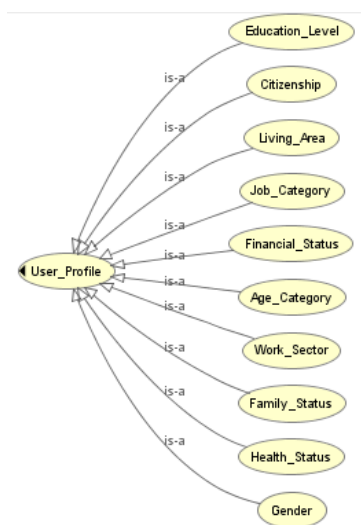 Education_Level
is-a
Citizenship
is-a
Living_Area
is-a
Job_Category
is-a
Financial_Status
is-a
User_Profile
is-a
Age_Category
is-a
Work_Sector
is-a
Family_Status
is-a
Health_Status
is-a
Gender